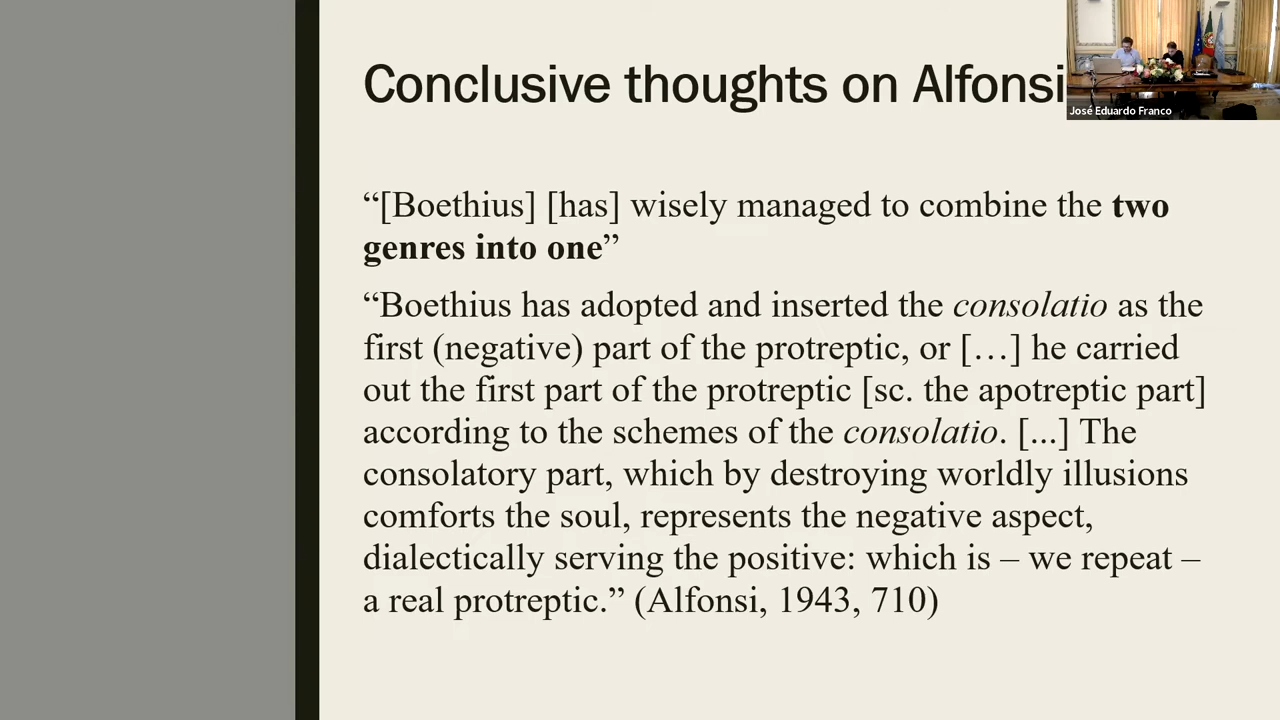 Conclusive thoughts on Alfonsi
José Eduardo Franco
“[Boethius] [has] wisely managed to combine the two
genres into one”
“Boethius has adopted and inserted the consolatio as the
first (negative) part of the protreptic, or […] he carried
out the first part of the protreptic [sc. the apotreptic part]
according to the schemes of the consolatio. [...] The
consolatory part, which by destroying worldly illusions
comforts the soul, represents the negative aspect,
dialectically serving the positive: which is – we repeat –
a real protreptic.” (Alfonsi, 1943, 710)